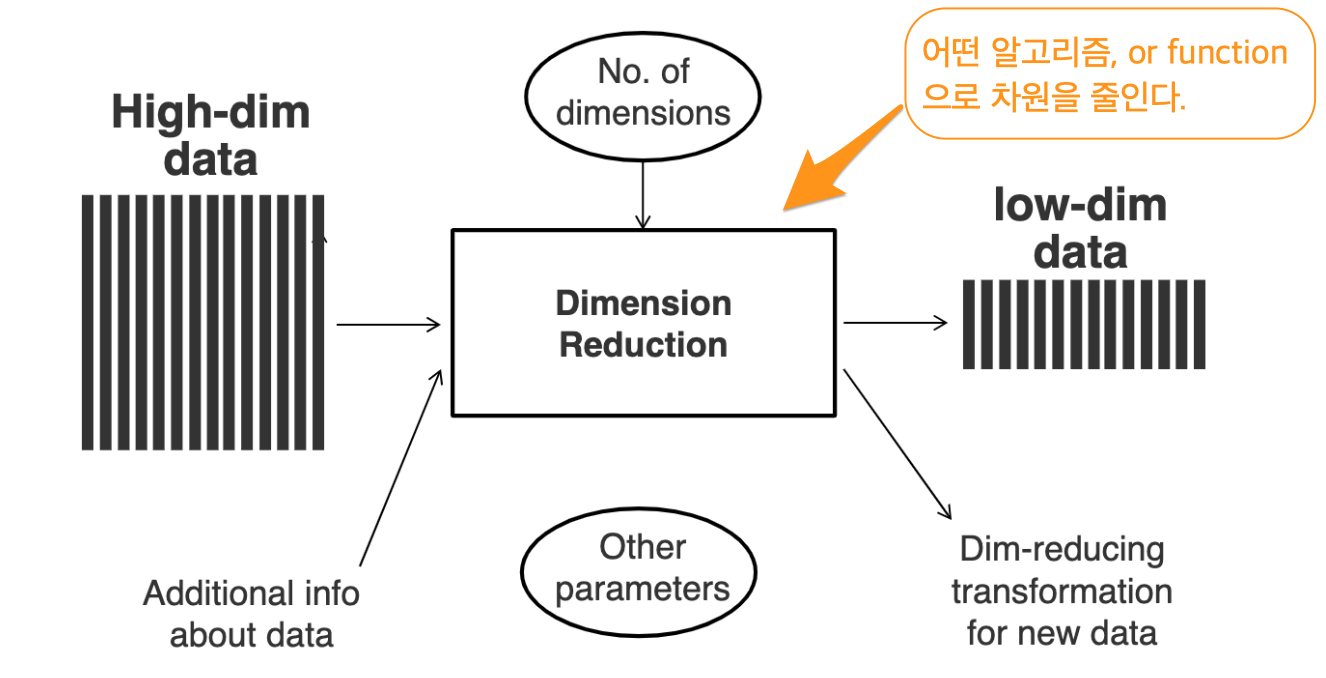 No. of
dimensions
어떤 알고리즘, or function
으로 차원을 줄인다.
High-dim
data
low-dim
data
Dimension
Reduction
Other
parameters
Additional info
about data
Dim-reducing
transformation
for new data